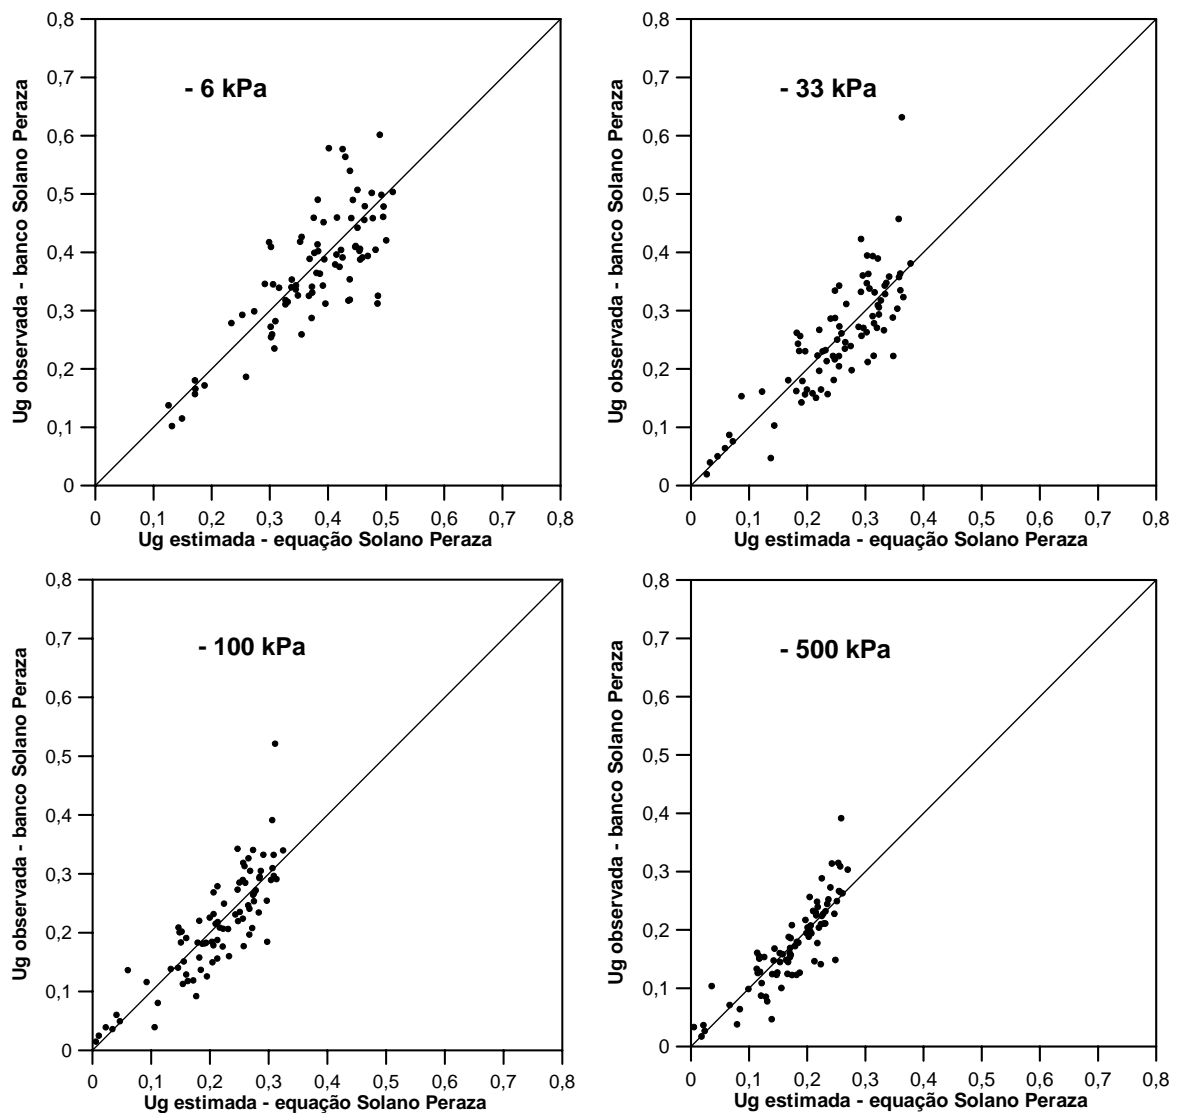 - 6 kPa
Ug observada - banco Solano Peraza
0,8
0,7
0,6
0,5
0,4
0,3
0,2
0,1
0
0 0,1 0,2 0,3 0,4 0,5 0,6 0,7 0,8
Ug estimada - equação Solano Peraza
- 33 kPa
Ug observada - banco Solano Peraza
0,8
0,7
0,6
0,5
0,4
0,3
0,2
0,1
0
0 0,1 0,2 0,3 0,4 0,5 0,6 0,7 0,8
Ug estimada - equação Solano Peraza
- 100 kPa
Ug observada - banco Solano Peraza
0,8
0,7
0,6
0,5
0,4
0,3
0,2
0,1
0
0 0,1 0,2 0,3 0,4 0,5 0,6 0,7 0,8
Ug estimada - equação Solano Peraza
- 500 kPa
Ug observada - banco Solano Peraza
0,8
0,7
0,6
0,5
0,4
0,3
0,2
0,1
0
0 0,1 0,2 0,3 0,4 0,5 0,6 0,7 0,8
Ug estimada - equação Solano Peraza